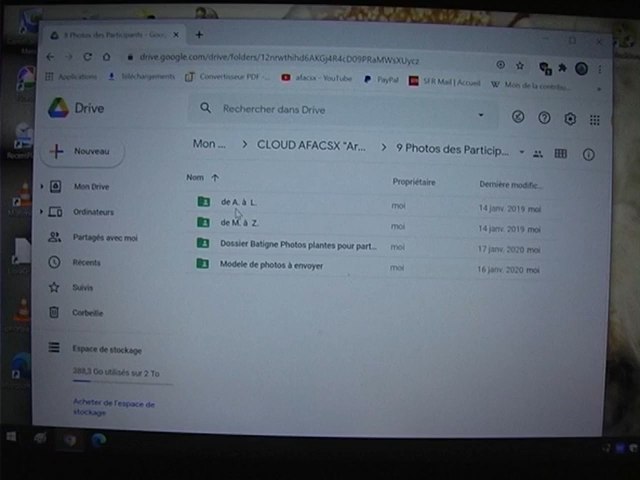 9 Photos des Participants - Goo
drive.google.com/drive/folders/
Applications Téléchargements Convertisseur PDF -... afacsx - YouTube PayPal SFR Mail | Accueil Mots de la contribu...
Drive
Rechercher dans Drive
Nouveau
Mon ... > CLOUD AFACSX "Ar... > 9 Photos des Particip...
Nom Propriétaire Dernière modific...
Mon Drive
de A. à L. moi 14 janv. 2019 moi
Ordinateurs
de M. à Z. moi 14 janv. 2019 moi
Partagés avec moi
Dossier Batigne Photos plantes pour part... moi 17 janv. 2020 moi
Récents
Modele de photos à envoyer moi 16 janv. 2020 moi
Suivis
Corbeille
Espace de stockage
388,3 Go utilisés sur 2 To
Acheter de l'espace de
stockage